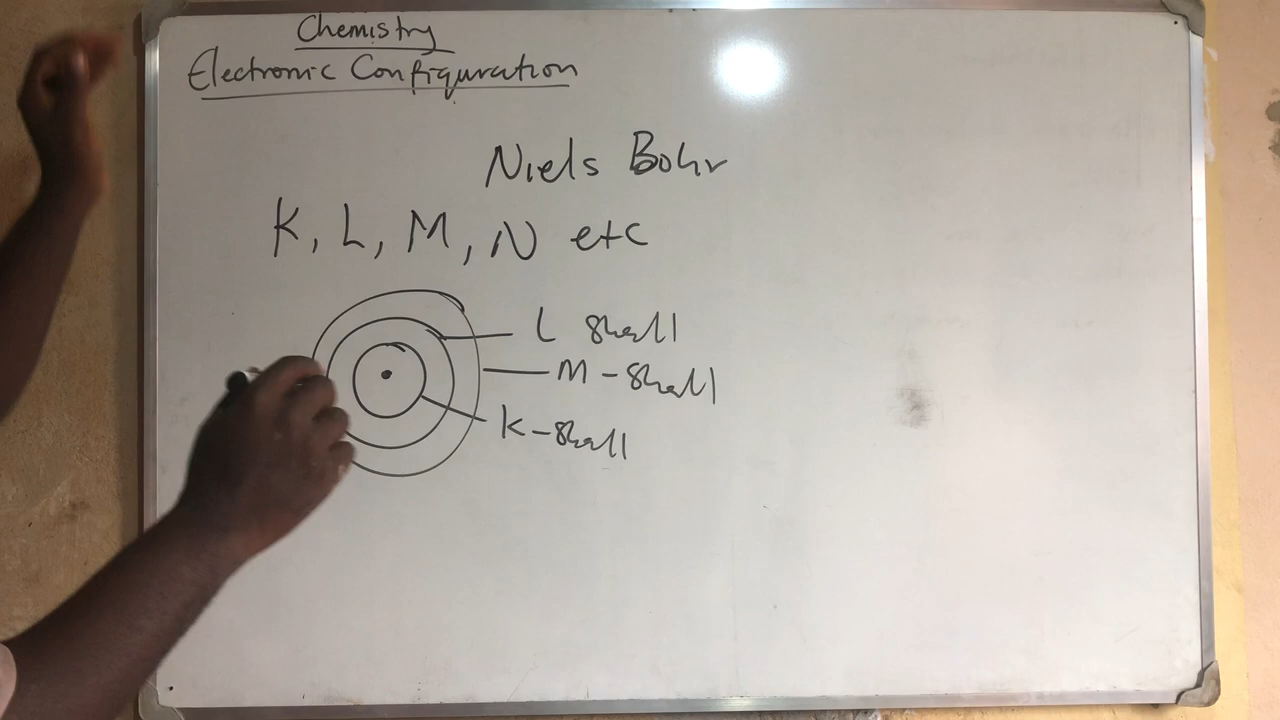 Chemistry
Electronic Configuration
Niels Bohr
K, L, M, N etc
L shell
M-shell
K-shell